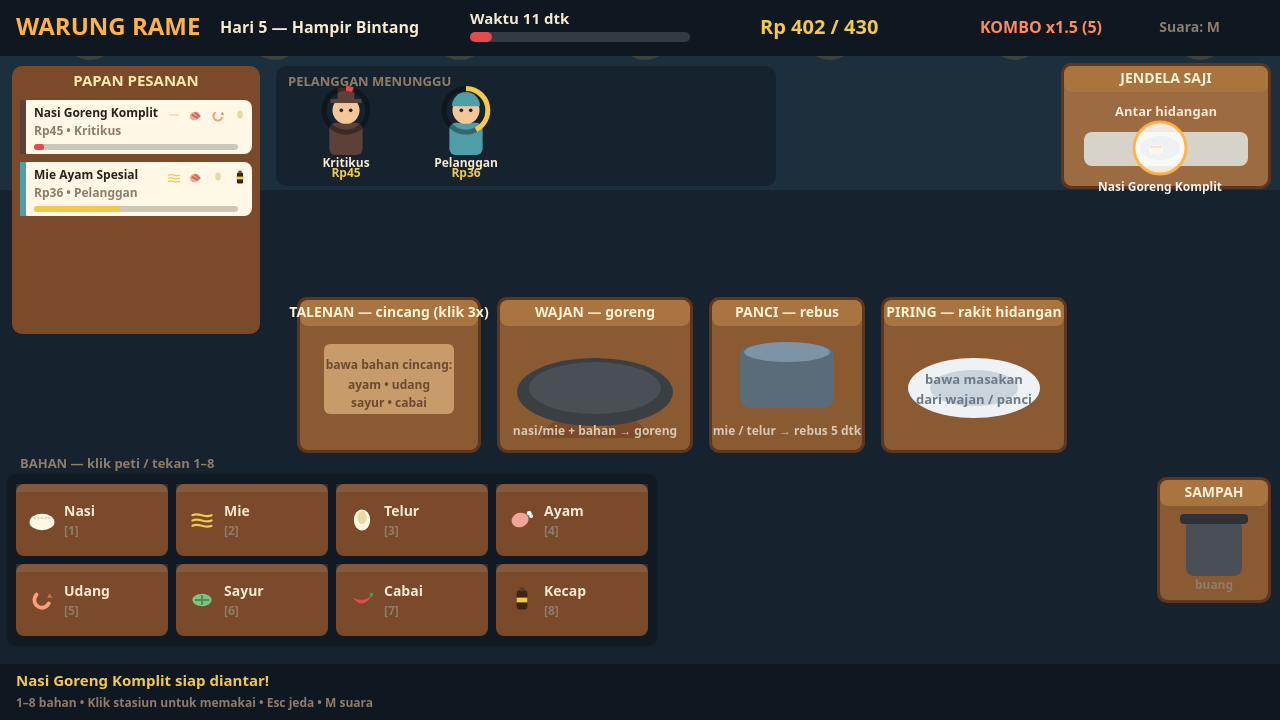 WARUNG RAME
Hari 5 — Hampir Bintang
Waktu 11 dtk
Rp 402 / 430
KOMBO x1.5 (5)
Suara: M
PAPAN PESANAN
Nasi Goreng Komplit
Rp45 • Kritikus
Mie Ayam Spesial
Rp36 • Pelanggan
PELANGGAN MENUNGGU
Kritikus
Rp45
Pelanggan
Rp36
JENDELA SAJI
Antar hidangan
Nasi Goreng Komplit
TALENAN — cincang (klik 3x)
bawa bahan cincang:
ayam • udang
sayur • cabai
WAJAN — goreng
nasi/mie + bahan → goreng
PANCI — rebus
mie / telur → rebus 5 dtk
PIRING — rakit hidangan
bawa masakan
dari wajan / panci
BAHAN — klik peti / tekan 1–8
Nasi
[1]
Mie
[2]
Telur
[3]
Ayam
[4]
Udang
[5]
Sayur
[6]
Cabai
[7]
Kecap
[8]
SAMPAH
buang
Nasi Goreng Komplit siap diantar!
1–8 bahan • Klik stasiun untuk memakai • Esc jeda • M suara